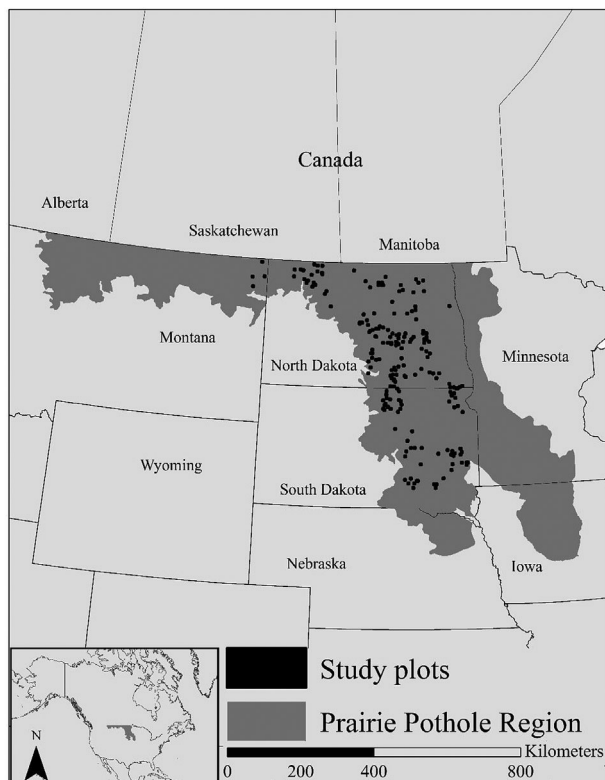 Canada
Alberta
Saskatchewan
Manitoba
Montana
North Dakota
Minnesota
Wyoming
South Dakota
Nebraska
Iowa
Study plots
Prairie Pothole Region
N
Kilometers
0 200 400 800